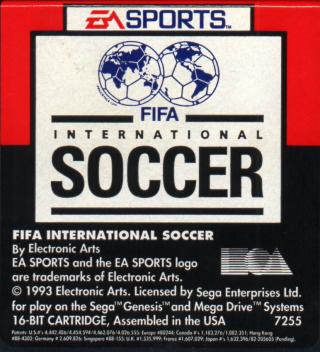 EA SPORTS™
FIFA
INTERNATIONAL
SOCCER
FIFA INTERNATIONAL SOCCER
By Electronic Arts
EA SPORTS and the EA SPORTS logo
are trademarks of Electronic Arts.
© 1993 Electronic Arts. Licensed by Sega Enterprises Ltd.
for play on the Sega™ Genesis™ and Mega Drive™ Systems
16-BIT CARTRIDGE, Assembled in the USA 7255